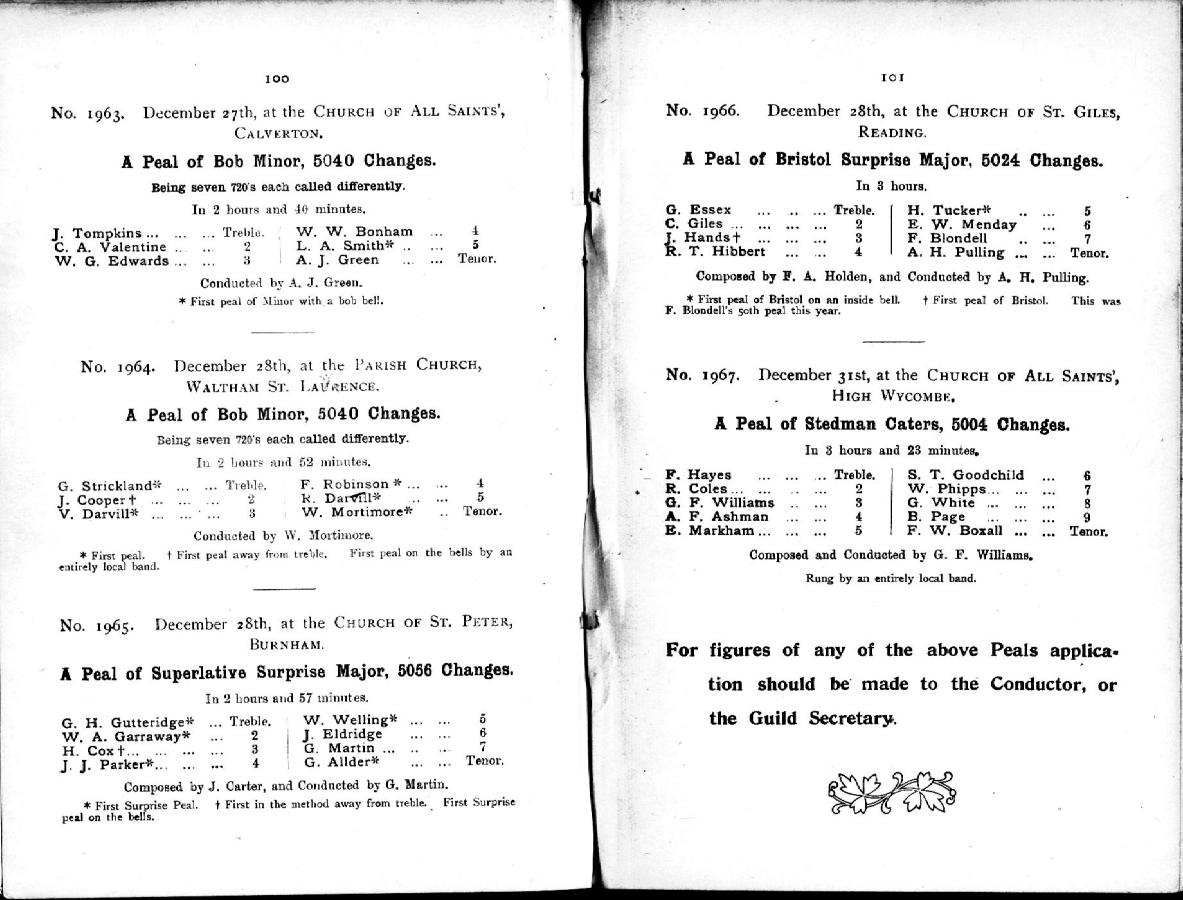 100
No. 1963. December 27th, at the Church of All Saints',
Calverton.
A Peal of Bob Minor, 5040 Changes.
Being seven 720's each called differently.
In 2 hours and 40 minutes.
J. Tompkins ... ... ... Treble. W. W. Bonham ... 4
C. A. Valentine ... ... 2 L. A. Smith* .. ... 5
W. G. Edwards ... ... 3 A. J. Green ... ... Tenor.
Conducted by A. J. Green.
* First peal of Minor with a bob bell.
No. 1964. December 28th, at the Parish Church,
Waltham St. Laurence.
A Peal of Bob Minor, 5040 Changes.
Being seven 720's each called differently.
In 2 hours and 52 minutes.
G. Strickland* ... ... Treble. F. Robinson * ... ... 4
J. Cooper † ... ... ... 2 R. Darvill* .. ... 5
V. Darvill* ... ... ... 3 W. Mortimore* .. Tenor.
Conducted by W. Mortimore.
* First peal. † First peal away from treble. First peal on the bells by an
entirely local band.
No. 1965. December 28th, at the Church of St. Peter,
Burnham.
A Peal of Superlative Surprise Major, 5056 Changes.
In 2 hours and 57 minutes.
G. H. Gutteridge* ... Treble. W. Welling* ... ... 5
W. A. Garraway* ... 2 J. Eldridge ... ... 6
H. Cox †... ... ... ... 3 G. Martin ... .. ... 7
J. J. Parker*... ... ... 4 G. Allder* ... ... Tenor.
Composed by J. Carter, and Conducted by G. Martin.
* First Surprise Peal. † First in the method away from treble. First Surprise
peal on the bells.
101
No. 1966. December 28th, at the Church of St. Giles,
Reading.
A Peal of Bristol Surprise Major, 5024 Changes.
In 3 hours.
G. Essex ... .. ... Treble. H. Tucker* .. ... 5
C. Giles ... ... ... ... 2 E. W. Menday ... 6
J. Hands † ... ... ... 3 F. Blondell .. ... 7
R. T. Hibbert ... ... 4 A. H. Pulling ... ... Tenor.
Composed by F. A. Holden, and Conducted by A. H. Pulling.
* First peal of Bristol on an inside bell. † First peal of Bristol. This was
F. Blondell's 50th peal this year.
No. 1967. December 31st, at the Church of All Saints',
High Wycombe.
A Peal of Stedman Caters, 5004 Changes.
In 3 hours and 23 minutes.
F. Hayes ... ... .. Treble. S. T. Goodchild ... 6
R. Coles ... ... .. ... 2 W. Phipps... ... ... 7
G. F. Williams .. ... 3 G. White ... ... ... 8
A. F. Ashman ... ... 4 B. Page ... ... ... 9
E. Markham ... ... ... 5 F. W. Boxall ... ... Tenor.
Composed and Conducted by G. F. Williams.
Rung by an entirely local band.
For figures of any of the above Peals applica-
tion should be made to the Conductor, or
the Guild Secretary.